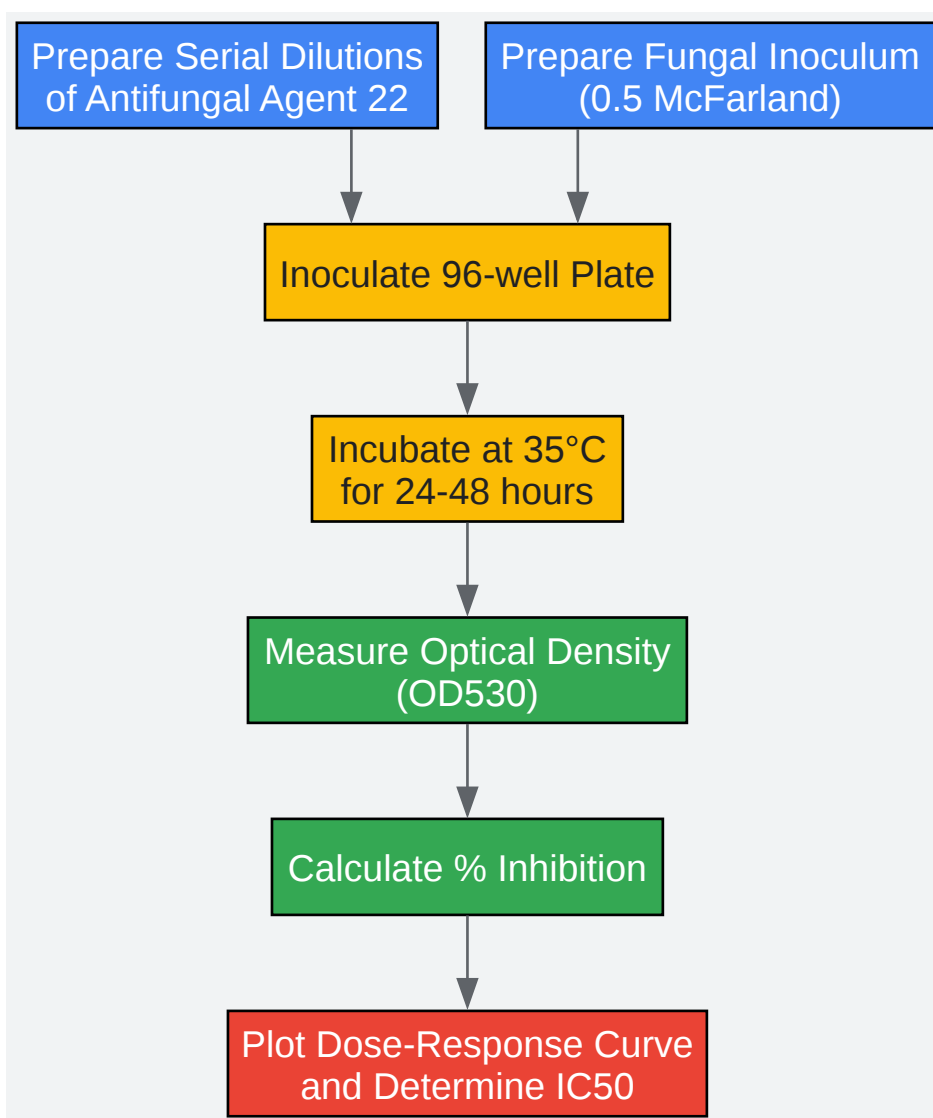 Prepare Serial Dilutions
of Antifungal Agent 22
Prepare Fungal Inoculum
(0.5 McFarland)
Inoculate 96-well Plate
Incubate at 35°C
for 24-48 hours
Measure Optical Density
(OD530)
Calculate % Inhibition
Plot Dose-Response Curve
and Determine IC50